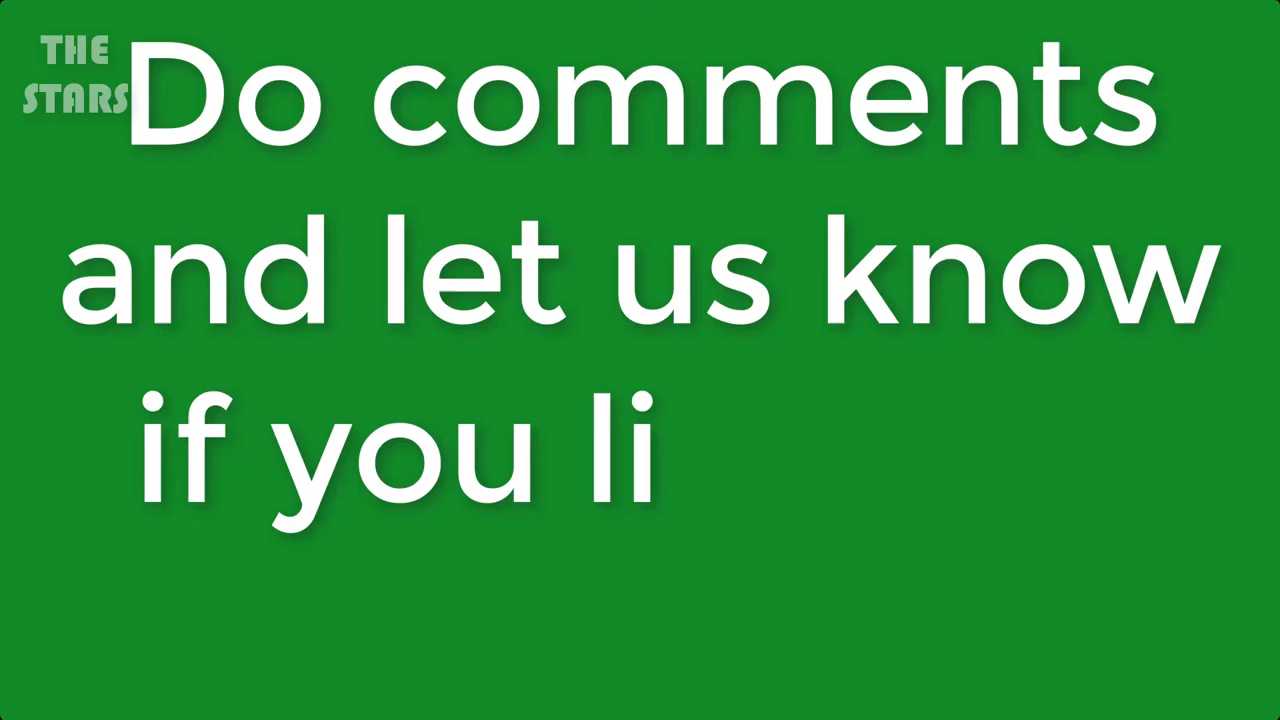 THE
STARS
Do comments
and let us know
if you li